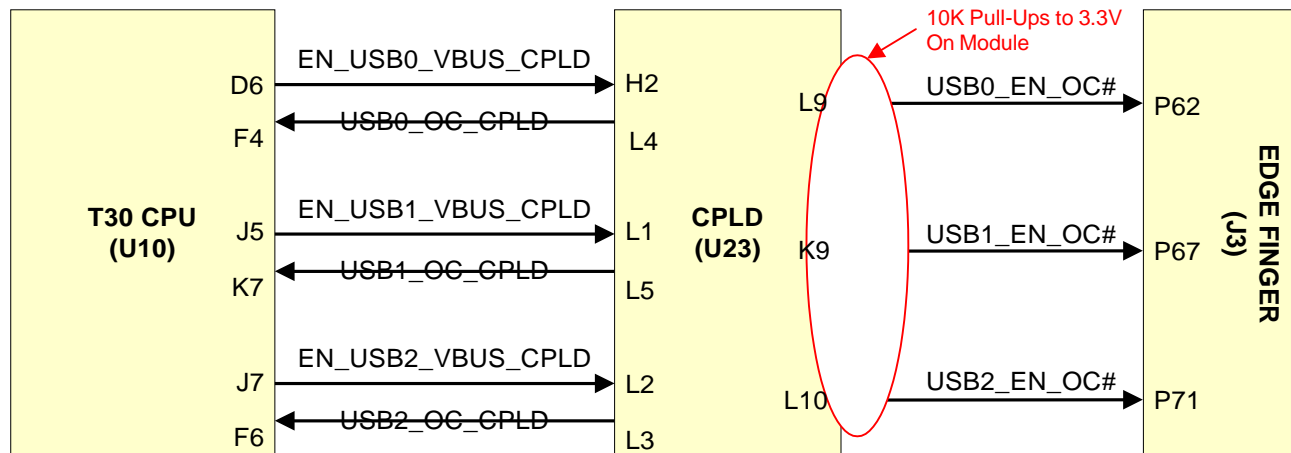 10K Pull-Ups to 3.3V
On Module
EN_USB0_VBUS_CPLD
D6
H2
USB0_EN_OC#
L9
P62
USB0_OC_CPLD
F4
L4
EN_USB1_VBUS_CPLD
T30 CPU
(U10)
J5
L1
CPLD
(U23)
K9
USB1_EN_OC#
P67
EDGE FINGER
(J3)
USB1_OC_CPLD
K7
L5
EN_USB2_VBUS_CPLD
J7
L2
USB2_EN_OC#
L10
P71
USB2_OC_CPLD
F6
L3